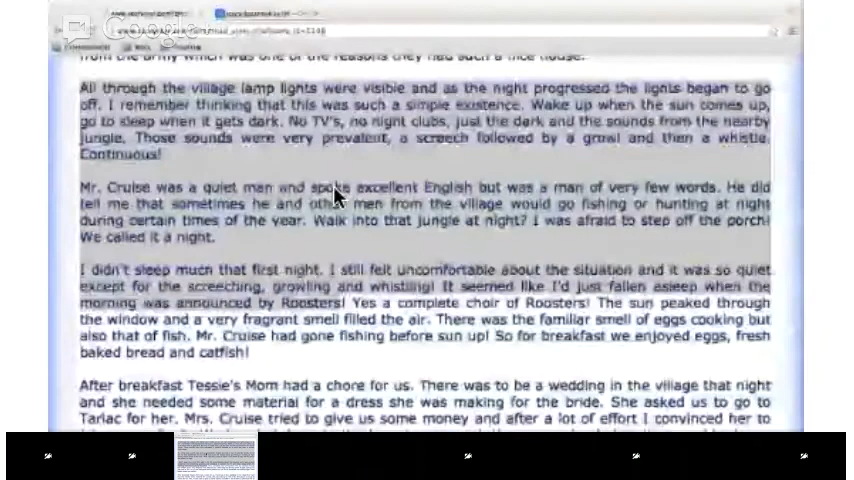 Google
from the army which was one of the reasons they had such a nice house.
All through the village lamp lights were visible and as the night progressed the lights began to go
off. I remember thinking that this was such a simple existence. Wake up when the sun comes up,
go to sleep when it gets dark. No TV's, no night clubs, just the dark and the sounds from the nearby
jungle. Those sounds were very prevalent, a screech followed by a growl and then a whistle.
Continuous!
Mr. Cruise was a quiet man and spoke excellent English but was a man of very few words. He did
tell me that sometimes he and other men from the village would go fishing or hunting at night
during certain times of the year. Walk into that jungle at night? I was afraid to step off the porch!
We called it a night.
I didn't sleep much that first night. I still felt uncomfortable about the situation and it was so quiet
except for the screeching, growling and whistling! It seemed like I'd just fallen asleep when the
morning was announced by Roosters! Yes a complete choir of Roosters! The sun peaked through
the window and a very fragrant smell filled the air. There was the familiar smell of eggs cooking but
also that of fish. Mr. Cruise had gone fishing before sun up! So for breakfast we enjoyed eggs, fresh
baked bread and catfish!
After breakfast Tessie's Mom had a chore for us. There was to be a wedding in the village that night
and she needed some material for a dress she was making for the bride. She asked us to go to
Tarlac for her. Mrs. Cruise tried to give us some money and after a lot of effort I convinced her to